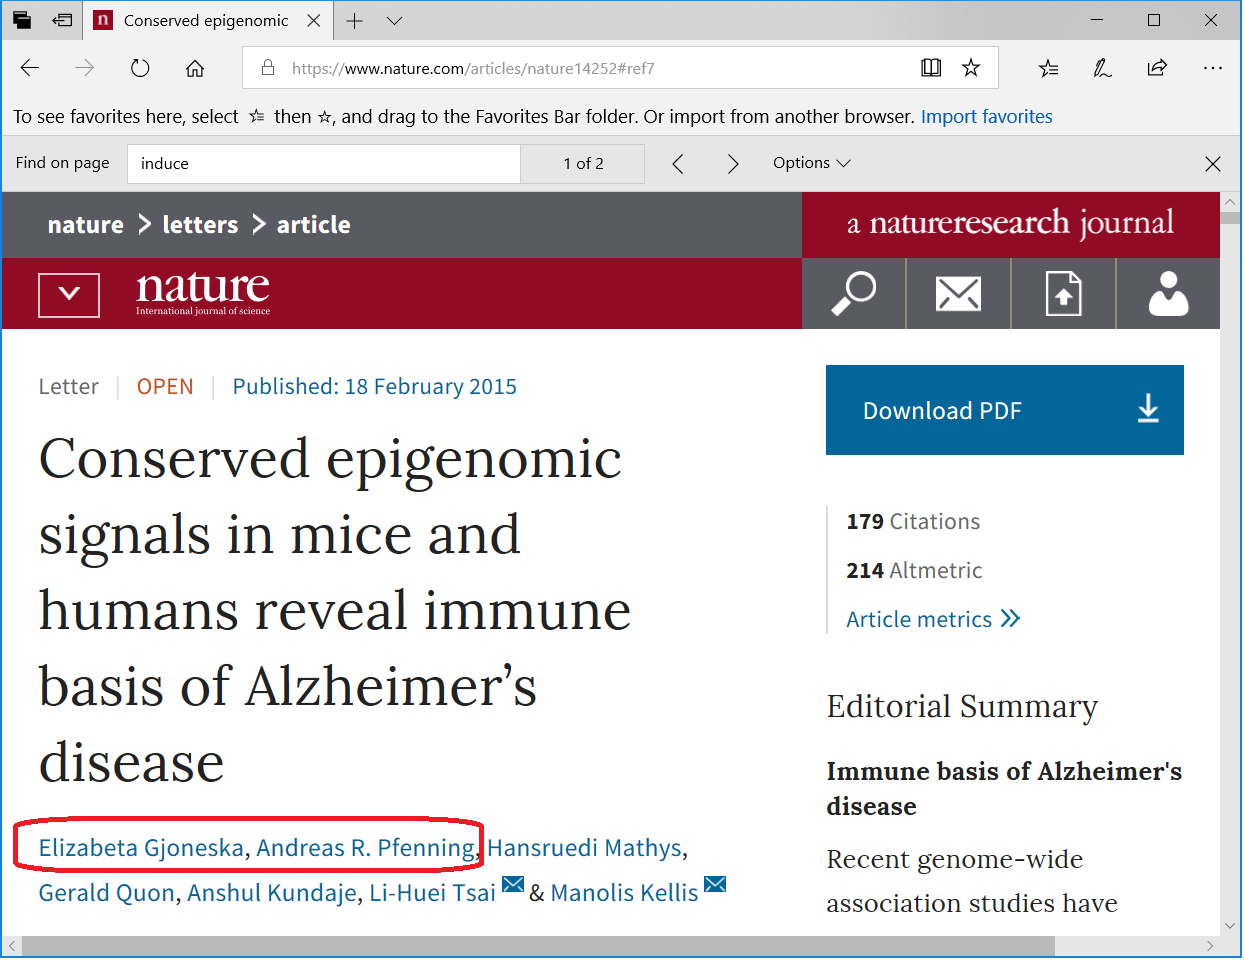 Conserved epigenomic
https://www.nature.com/articles/nature14252#ref7
To see favorites here, select then , and drag to the Favorites Bar folder. Or import from another browser. Import favorites
Find on page induce 1 of 2 Options
nature > letters > article
a natureresearch journal
nature
International journal of science
Letter | OPEN | Published: 18 February 2015
Conserved epigenomic
signals in mice and
humans reveal immune
basis of Alzheimer’s
disease
Elizabeta Gjoneska, Andreas R. Pfenning, Hansruedi Mathys,
Gerald Quon, Anshul Kundaje, Li-Huei Tsai & Manolis Kellis
Download PDF
179 Citations
214 Altmetric
Article metrics
Editorial Summary
Immune basis of Alzheimer's
disease
Recent genome-wide
association studies have